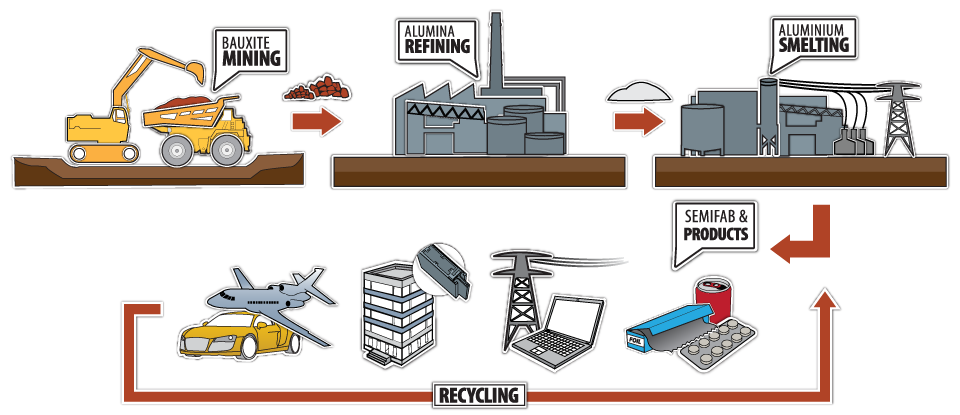 BAUXITE
MINING
ALUMINA
REFINING
ALUMINIUM
SMELTING
SEMIFAB &
PRODUCTS
FOIL
RECYCLING